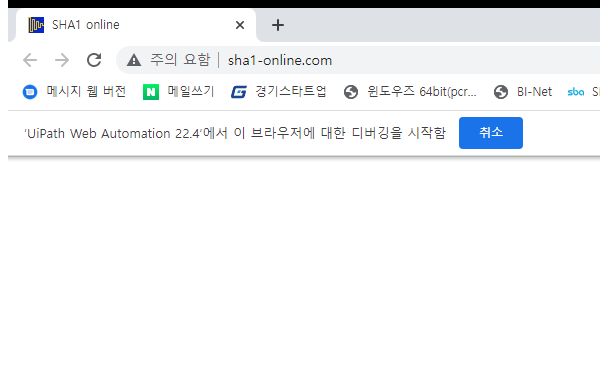 SHA1 online
주의 요함 sha1-online.com
메시지 웹 버전 메일쓰기 경기스타트업 윈도우즈 64bit(pcr... BI-Net sba
'UiPath Web Automation 22.4'에서 이 브라우저에 대한 디버깅을 시작함 취소